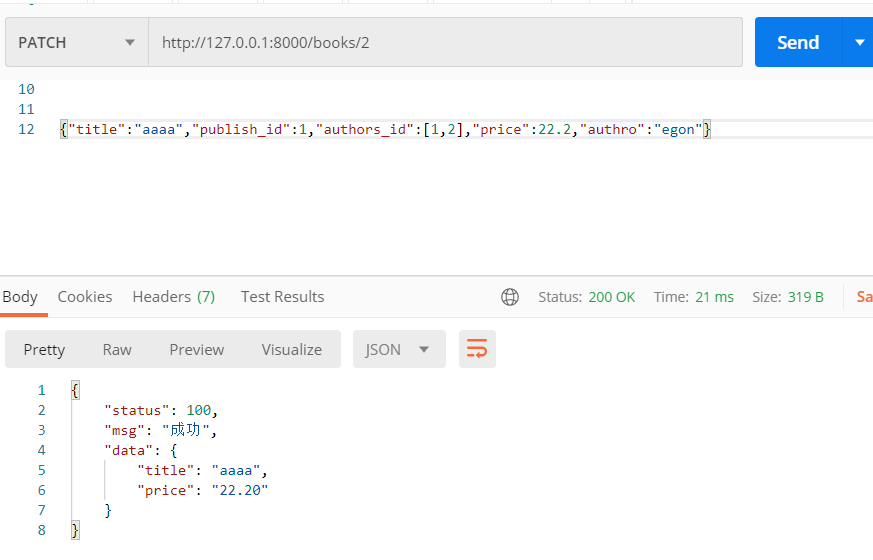 PATCH http://127.0.0.1:8000/books/2 Send
10
11
12 {"title":"aaaa","publish_id":1,"authors_id":[1,2],"price":22.2,"authro":"egon"}
Body Cookies Headers (7) Test Results Status: 200 OK Time: 21 ms Size: 319 B Sa
Pretty Raw Preview Visualize JSON
1 {
2 "status": 100,
3 "msg": "成功",
4 "data": {
5 "title": "aaaa",
6 "price": "22.20"
7 }
8 }